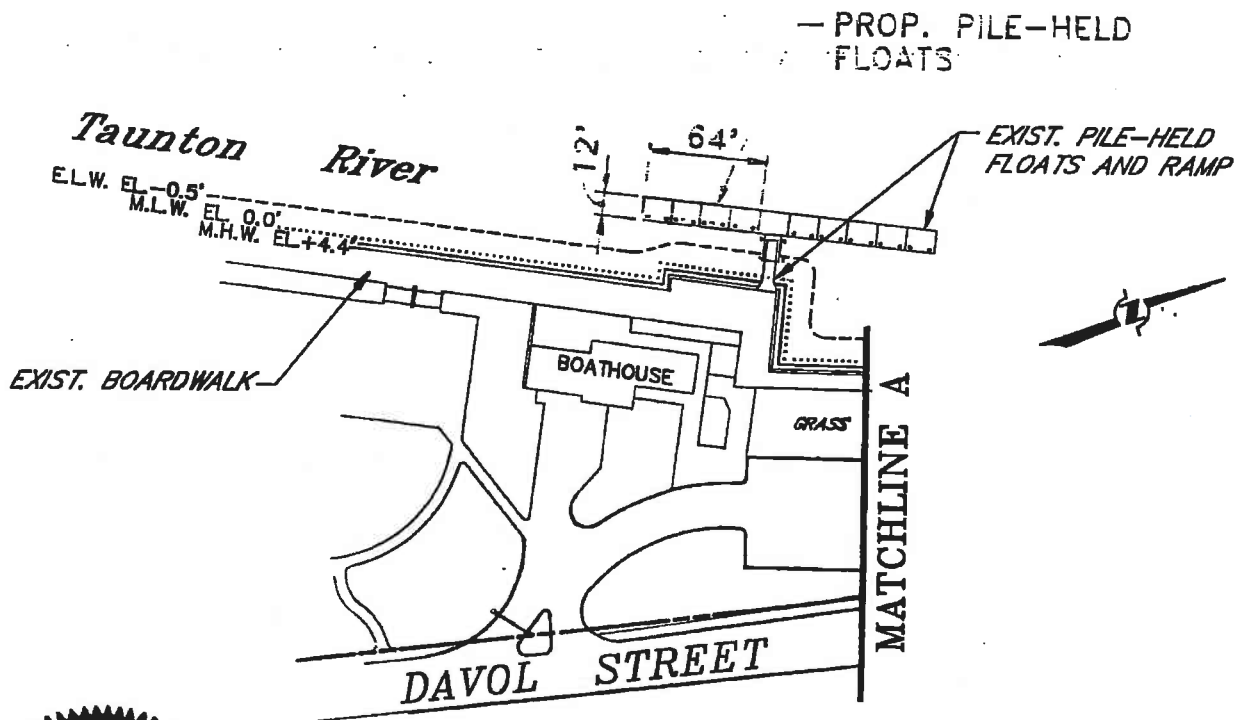 — PROP. PILE-HELD
FLOATS
Taunton River
12'
64'
EXIST. PILE-HELD
FLOATS AND RAMP
E.L.W. EL.-0.5'
M.L.W. EL. 0.0'
M.H.W. EL.+4.4'
EXIST. BOARDWALK
BOATHOUSE
GRASS
MATCHLINE A
DAVOL STREET